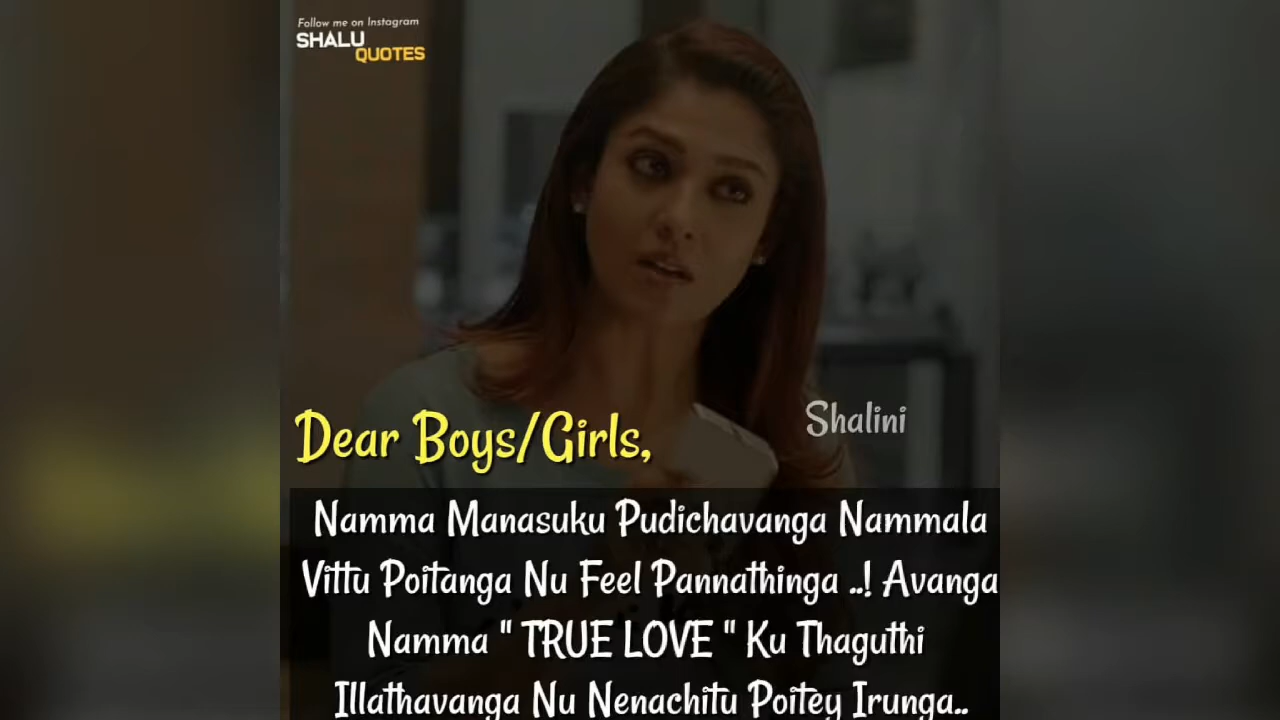 Follow me on Instagram
SHALU
QUOTES
Shalini
Dear Boys/Girls,
Namma Manasuku Pudichavanga Nammala
Vittu Poitanga Nu Feel Pannathinga ..! Avanga
Namma " TRUE LOVE " Ku Thaguthi
Illathavanga Nu Nenachitu Poitey Irunga..